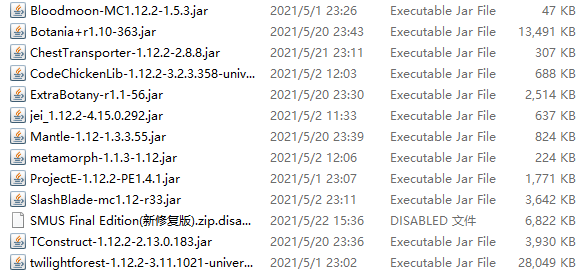 Bloodmoon-MC1.12.2-1.5.3.jar 2021/5/1 23:26 Executable Jar File 47 KB
Botania+r1.10-363.jar 2021/5/20 23:43 Executable Jar File 13,491 KB
ChestTransporter-1.12.2-2.8.8.jar 2021/5/21 23:11 Executable Jar File 307 KB
CodeChickenLib-1.12.2-3.2.3.358-univ... 2021/5/2 12:03 Executable Jar File 688 KB
ExtraBotany-r1.1-56.jar 2021/5/20 23:30 Executable Jar File 2,514 KB
jei_1.12.2-4.15.0.292.jar 2021/5/2 11:33 Executable Jar File 637 KB
Mantle-1.12-1.3.3.55.jar 2021/5/20 23:39 Executable Jar File 824 KB
metamorph-1.1.3-1.12.jar 2021/5/2 12:06 Executable Jar File 224 KB
ProjectE-1.12.2-PE1.4.1.jar 2021/5/1 23:07 Executable Jar File 1,771 KB
SlashBlade-mc1.12-r33.jar 2021/5/2 23:11 Executable Jar File 3,642 KB
SMUS Final Edition(新修复版).zip.disa... 2021/5/22 15:36 DISABLED 文件 6,822 KB
TConstruct-1.12.2-2.13.0.183.jar 2021/5/20 23:36 Executable Jar File 3,930 KB
twilightforest-1.12.2-3.11.1021-univer... 2021/5/1 23:02 Executable Jar File 28,049 KB